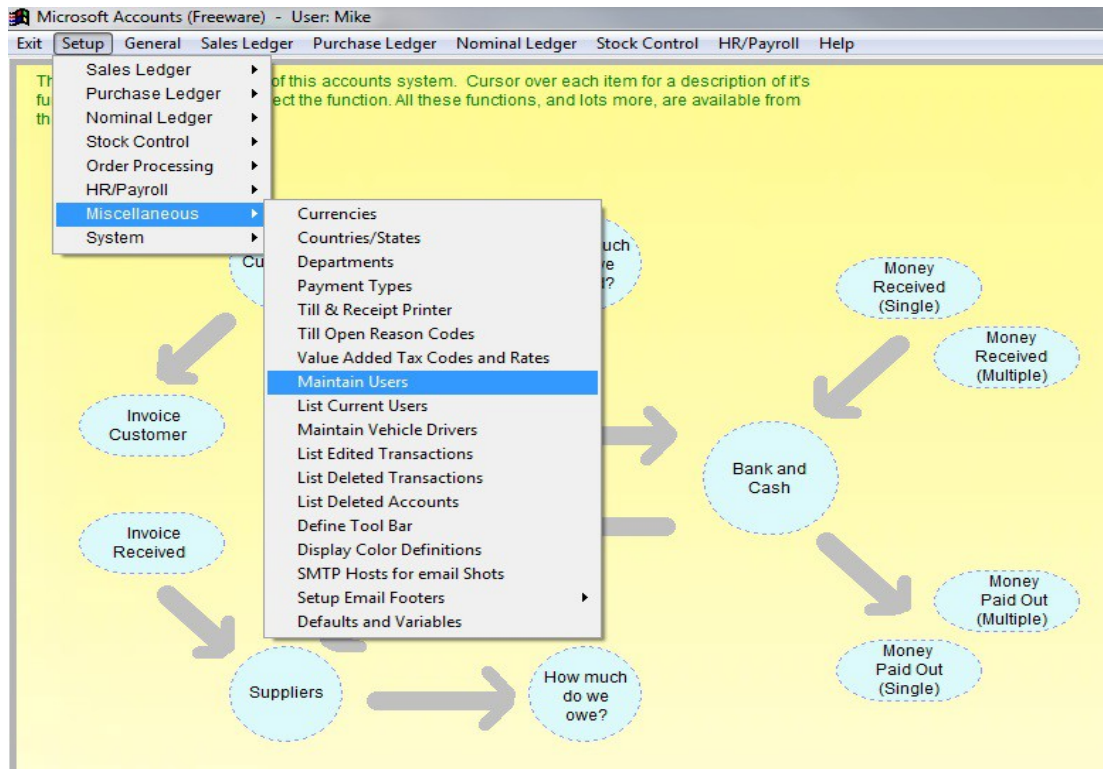 Microsoft Accounts (Freeware) - User: Mike
Exit Setup General Sales Ledger Purchase Ledger Nominal Ledger Stock Control HR/Payroll Help
of this accounts system. Cursor over each item for a description of it's
ect the function. All these functions, and lots more, are available from
Sales Ledger
Purchase Ledger
Nominal Ledger
Stock Control
Order Processing
HR/Payroll
Miscellaneous
System
Currencies
Countries/States
Departments
Payment Types
Till & Receipt Printer
Till Open Reason Codes
Value Added Tax Codes and Rates
Maintain Users
List Current Users
Maintain Vehicle Drivers
List Edited Transactions
List Deleted Transactions
List Deleted Accounts
Define Tool Bar
Display Color Definitions
SMTP Hosts for email Shots
Setup Email Footers
Defaults and Variables
Money
Received
(Single)
Money
Received
(Multiple)
Invoice
Customer
Bank and
Cash
Invoice
Received
Money
Paid Out
(Multiple)
Money
Paid Out
(Single)
Suppliers
How much
do we
owe?